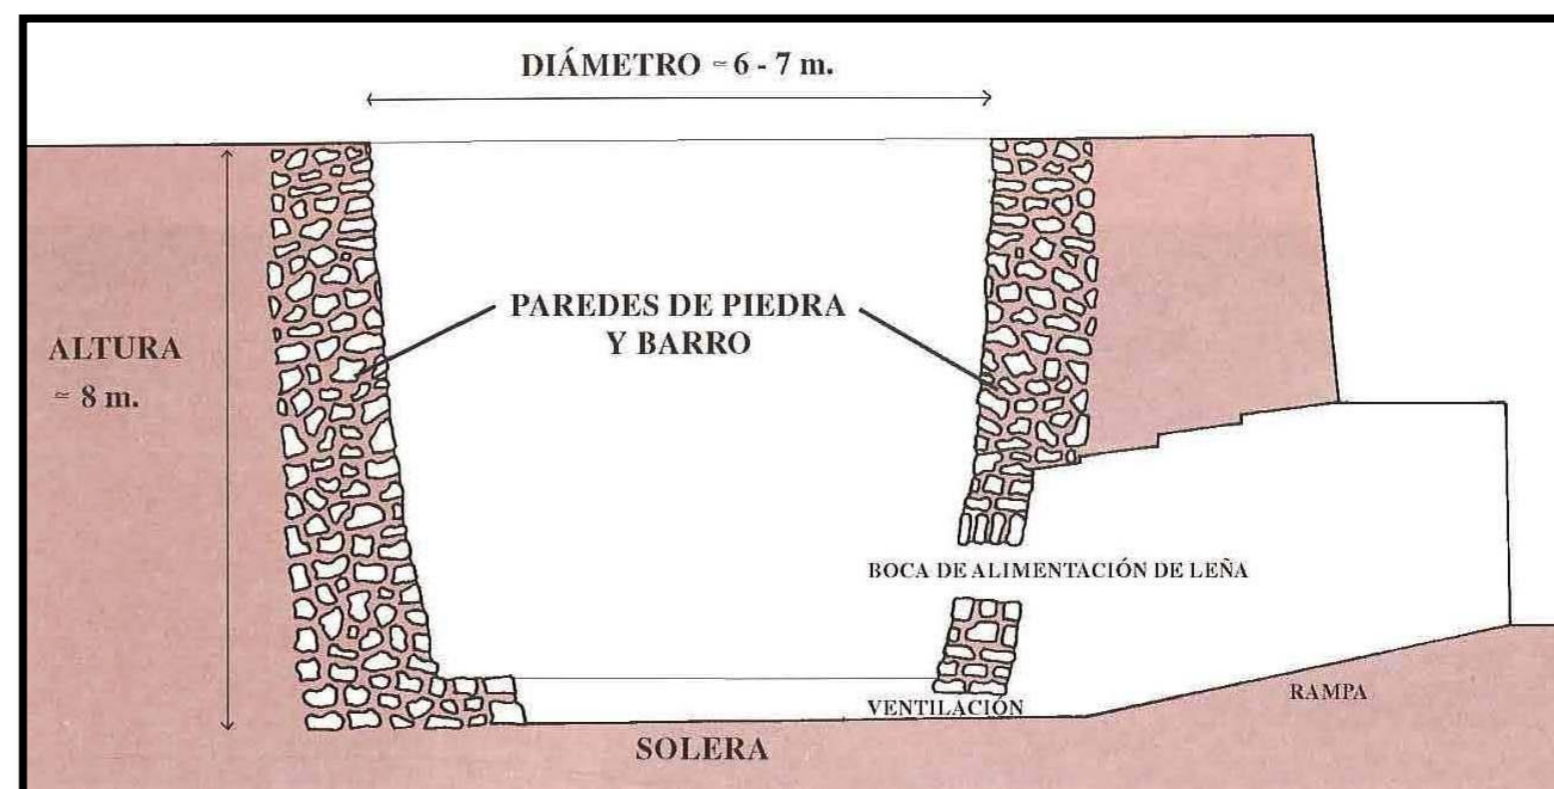 DIÁMETRO ≃ 6 - 7 m.
PAREDES DE PIEDRA
Y BARRO
ALTURA
≃ 8 m.
BOCA DE ALIMENTACIÓN DE LEÑA
RAMPA
VENTILACIÓN
SOLERA